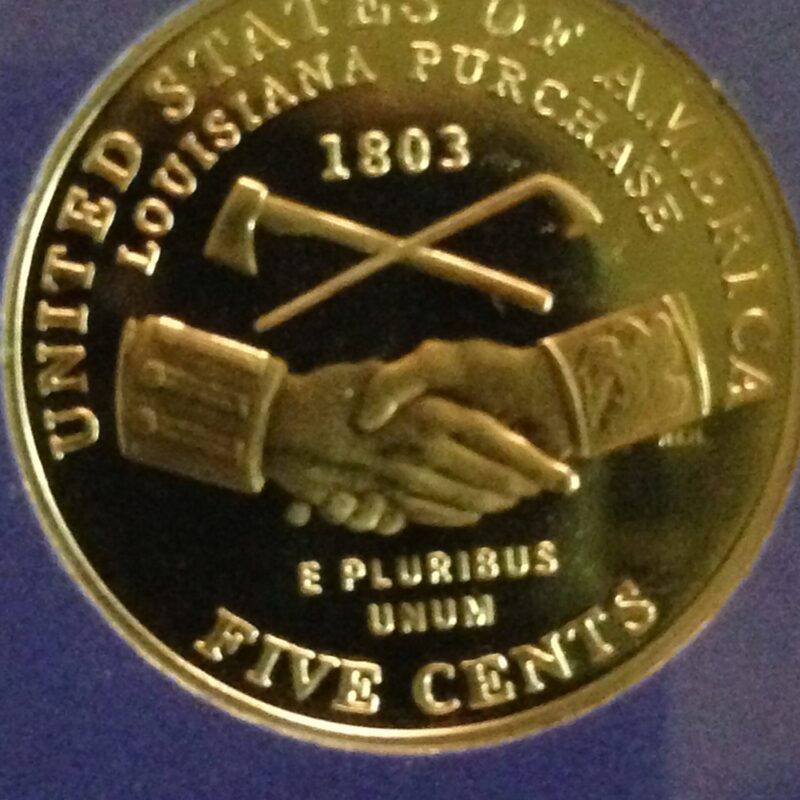 UNITED STATES OF AMERICA
LOUISIANA PURCHASE
1803
E PLURIBUS
UNUM
FIVE CENTS